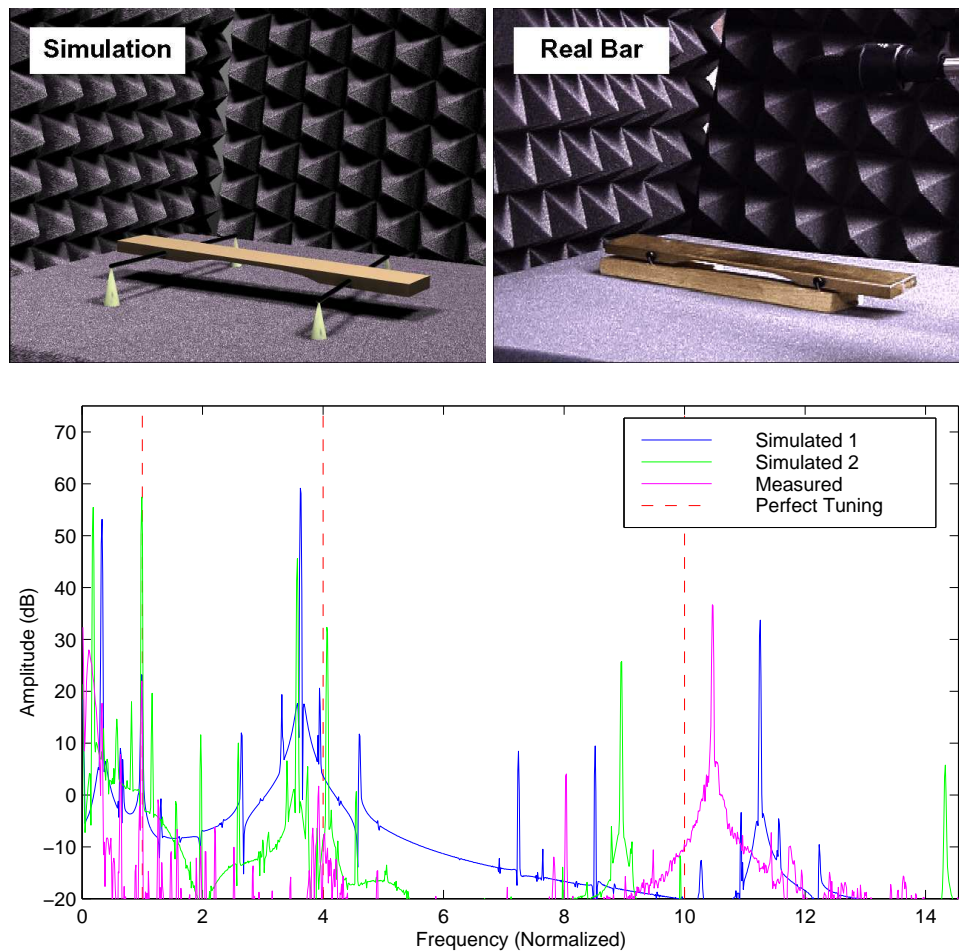 Simulation
Real Bar
70
60
50
40
30
20
10
0
−10
−20
Amplitude (dB)
Simulated 1
Simulated 2
Measured
Perfect Tuning
0 2 4 6 8 10 12 14
Frequency (Normalized)